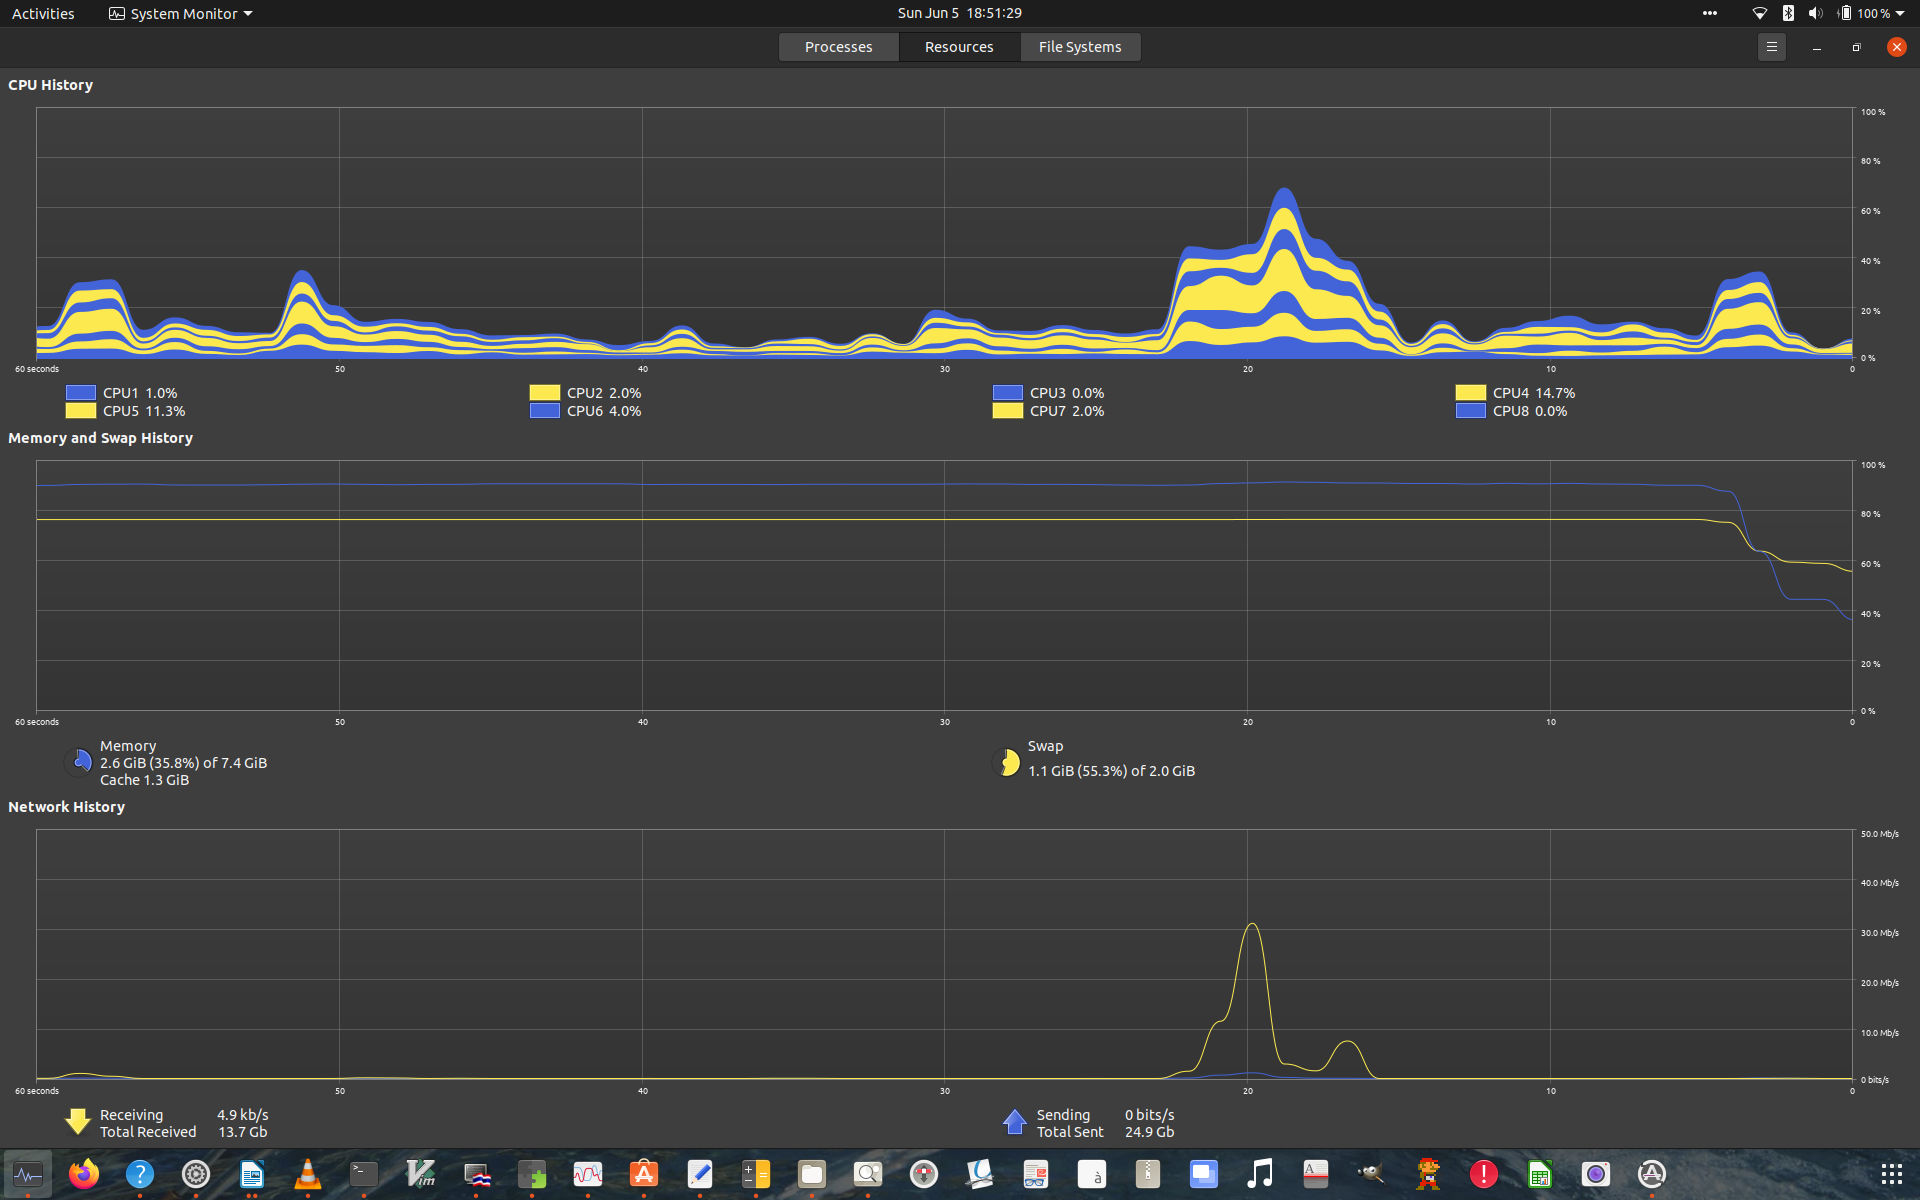 Activities System Monitor Sun Jun 5 18:51:29 100 %
Processes Resources File Systems
CPU History
100 %
80 %
60 %
40 %
20 %
0 %
60 seconds 50 40 30 20 10 0
CPU1 1.0% CPU2 2.0% CPU3 0.0% CPU4 14.7%
CPU5 11.3% CPU6 4.0% CPU7 2.0% CPU8 0.0%
Memory and Swap History
100 %
80 %
60 %
40 %
20 %
0 %
60 seconds 50 40 30 20 10 0
Memory
2.6 GiB (35.8%) of 7.4 GiB
Cache 1.3 GiB
Swap
1.1 GiB (55.3%) of 2.0 GiB
Network History
50.0 Mb/s
40.0 Mb/s
30.0 Mb/s
20.0 Mb/s
10.0 Mb/s
0 bits/s
60 seconds 50 40 30 20 10 0
Receiving 4.9 kb/s Sending 0 bits/s
Total Received 13.7 Gb Total Sent 24.9 Gb